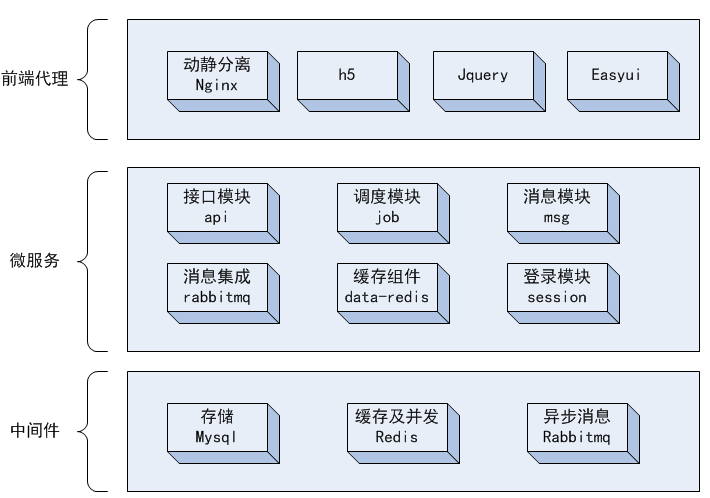 前端代理
动静分离
Nginx
h5
Jquery
Easyui
微服务
接口模块
api
调度模块
job
消息模块
msg
消息集成
rabbitmq
缓存组件
data-redis
登录模块
session
中间件
存储
Mysql
缓存及并发
Redis
异步消息
Rabbitmq